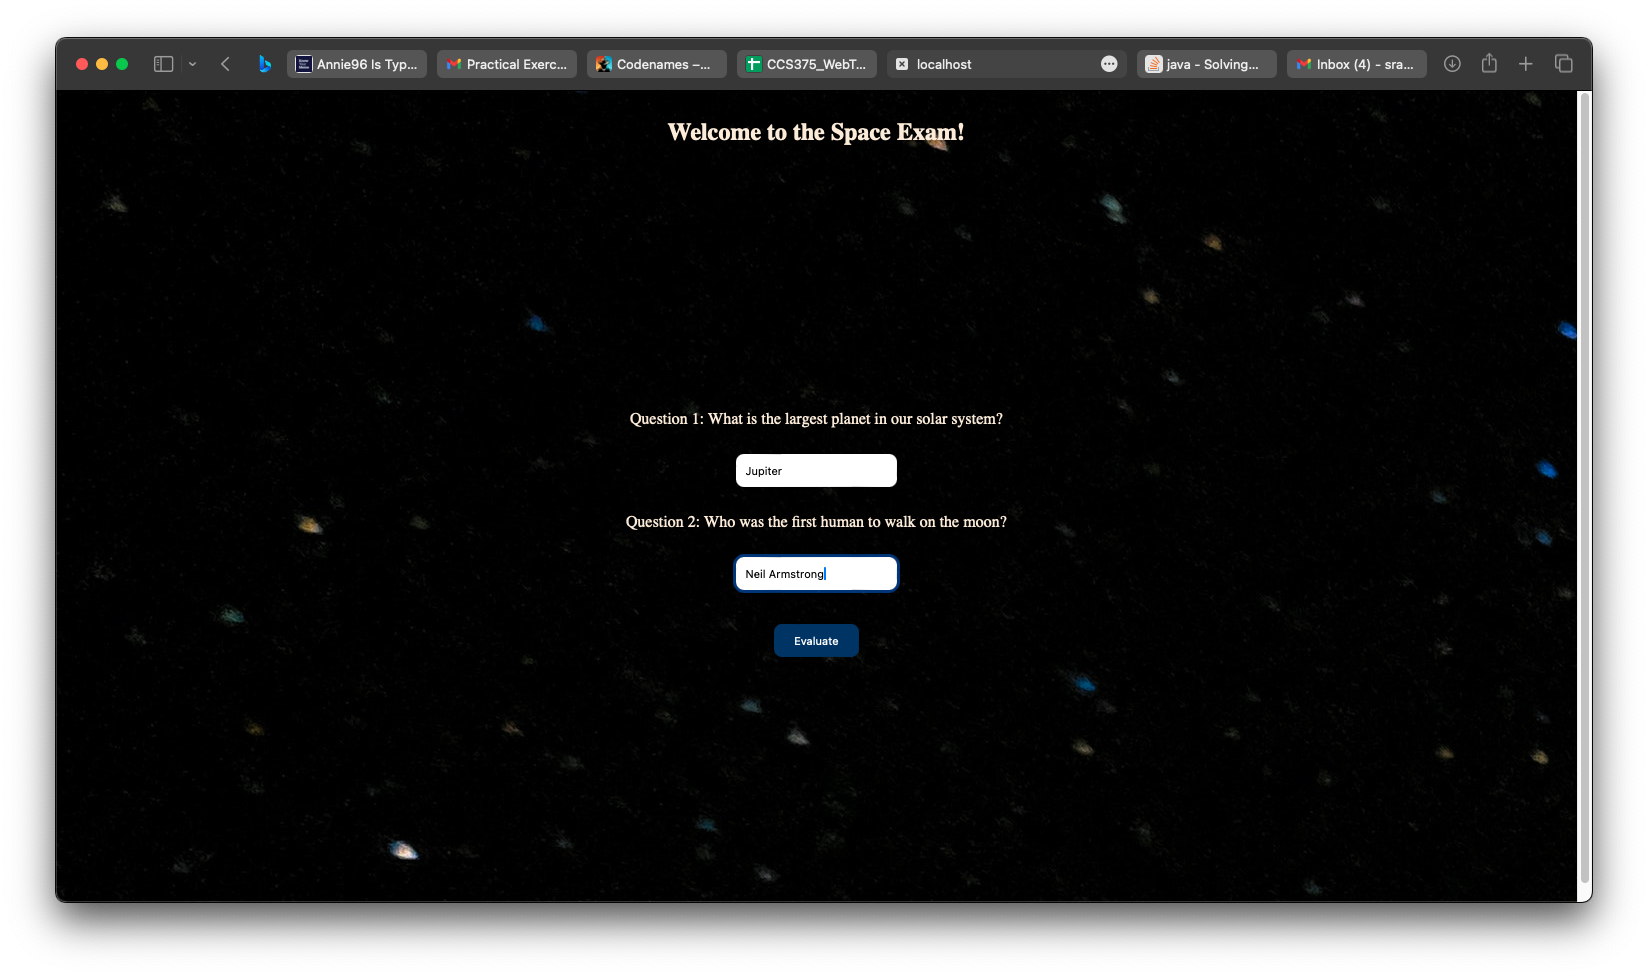 Annie96 Is Typ...
Practical Exerc...
Codenames –...
CCS375_WebT...
localhost
java - Solving...
Inbox (4) - sra...
Welcome to the Space Exam!
Question 1: What is the largest planet in our solar system?
Jupiter
Question 2: Who was the first human to walk on the moon?
Neil Armstrong
Evaluate